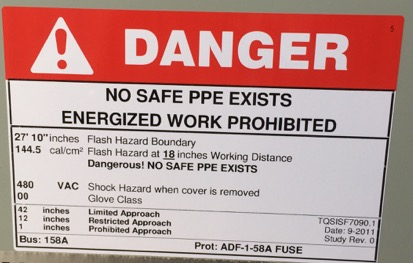 5
DANGER
NO SAFE PPE EXISTS
ENERGIZED WORK PROHIBITED
27' 10" inches Flash Hazard Boundary
144.5 cal/cm² Flash Hazard at 18 inches Working Distance
Dangerous! NO SAFE PPE EXISTS
480 VAC Shock Hazard when cover is removed
00 Glove Class
42 inches Limited Approach
12 inches Restricted Approach
1 inches Prohibited Approach
TQSISF7090.1
Date: 9-2011
Study Rev. 0
Bus: 158A Prot: ADF-1-58A FUSE